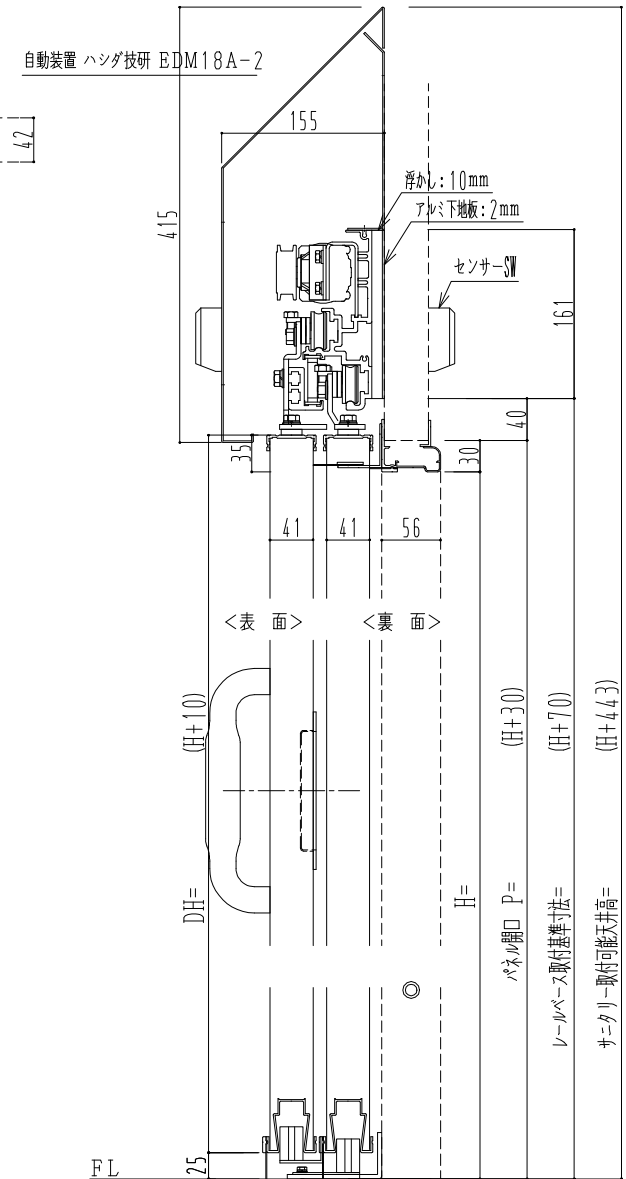 自動装置 ハシダ技研 EDM18A-2
42
155
415
浮かし:10mm
アルミ下地板:2mm
センサーSW
161
40
35
30
41
41
56
<表 面>
<裏 面>
(H+10)
(H+30)
(H+70)
(H+443)
DH=
H=
パネル開口 P=
レールベース取付基準寸法=
サニタリー取付可能天井高=
25
FL